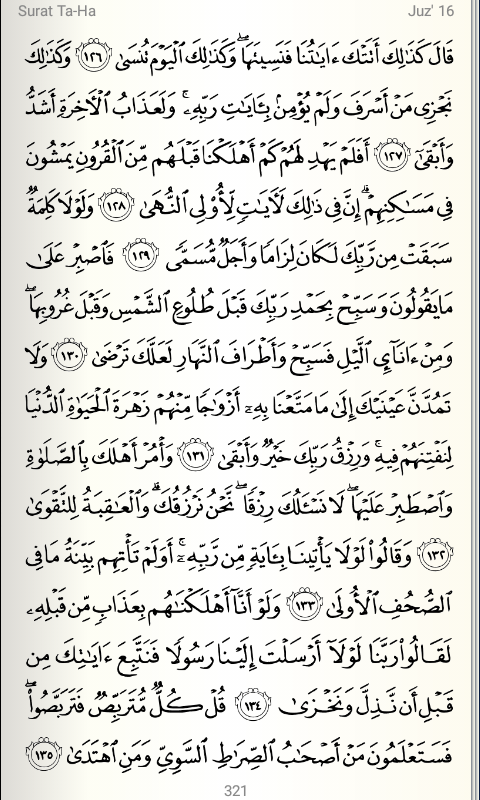 Surat Ta-Ha Juz' 16
قَالَ كَذَٰلِكَ أَتَتْكَ ءَايَٰتُنَا فَنَسِيتَهَاۖ وَكَذَٰلِكَ ٱلْيَوْمَ تُنسَىٰ ١٢٦ وَكَذَٰلِكَ
نَجْزِى مَنْ أَسْرَفَ وَلَمْ يُؤْمِنۢ بِـَٔايَٰتِ رَبِّهِۦۚ وَلَعَذَابُ ٱلْـَٔاخِرَةِ أَشَدُّ
وَأَبْقَىٰٓ ١٢٧ أَفَلَمْ يَهْدِ لَهُمْ كَمْ أَهْلَكْنَا قَبْلَهُم مِّنَ ٱلْقُرُونِ يَمْشُونَ
فِى مَسَٰكِنِهِمْۗ إِنَّ فِى ذَٰلِكَ لَـَٔايَٰتٍ لِّأُو۟لِى ٱلنُّهَىٰ ١٢٨ وَلَوْلَا كَلِمَةٌ
سَبَقَتْ مِن رَّبِّكَ لَكَانَ لِزَامًا وَأَجَلٌ مُّسَمًّى ١٢٩ فَٱصْبِرْ عَلَىٰ
مَا يَقُولُونَ وَسَبِّحْ بِحَمْدِ رَبِّكَ قَبْلَ طُلُوعِ ٱلشَّمْسِ وَقَبْلَ غُرُوبِهَاۖ
وَمِنْ ءَانَآئِ ٱلَّيْلِ فَسَبِّحْ وَأَطْرَافَ ٱلنَّهَارِ لَعَلَّكَ تَرْضَىٰ ١٣٠ وَلَا
تَمُدَّنَّ عَيْنَيْكَ إِلَىٰ مَا مَتَّعْنَا بِهِۦٓ أَزْوَٰجًا مِّنْهُمْ زَهْرَةَ ٱلْحَيَوٰةِ ٱلدُّنْيَا
لِنَفْتِنَهُمْ فِيهِۚ وَرِزْقُ رَبِّكَ خَيْرٌ وَأَبْقَىٰ ١٣١ وَأْمُرْ أَهْلَكَ بِٱلصَّلَوٰةِ
وَٱصْطَبِرْ عَلَيْهَاۖ لَا نَسْـَٔلُكَ رِزْقًاۖ نَّحْنُ نَرْزُقُكَۗ وَٱلْعَٰقِبَةُ لِلتَّقْوَىٰ
١٣٢ وَقَالُوا۟ لَوْلَا يَأْتِينَا بِـَٔايَةٍ مِّن رَّبِّهِۦٓۚ أَوَلَمْ تَأْتِهِم بَيِّنَةُ مَا فِى
ٱلصُّحُفِ ٱلْأُولَىٰ ١٣٣ وَلَوْ أَنَّآ أَهْلَكْنَٰهُم بِعَذَابٍ مِّن قَبْلِهِۦ
لَقَالُوا۟ رَبَّنَا لَوْلَآ أَرْسَلْتَ إِلَيْنَا رَسُولًا فَنَتَّبِعَ ءَايَٰتِكَ مِن
قَبْلِ أَن نَّذِلَّ وَنَخْزَىٰ ١٣٤ قُلْ كُلٌّ مُّتَرَبِّصٌ فَتَرَبَّصُوا۟ۖ
فَسَتَعْلَمُونَ مَنْ أَصْحَٰبُ ٱلصِّرَٰطِ ٱلسَّوِىِّ وَمَنِ ٱهْتَدَىٰ ١٣٥
321